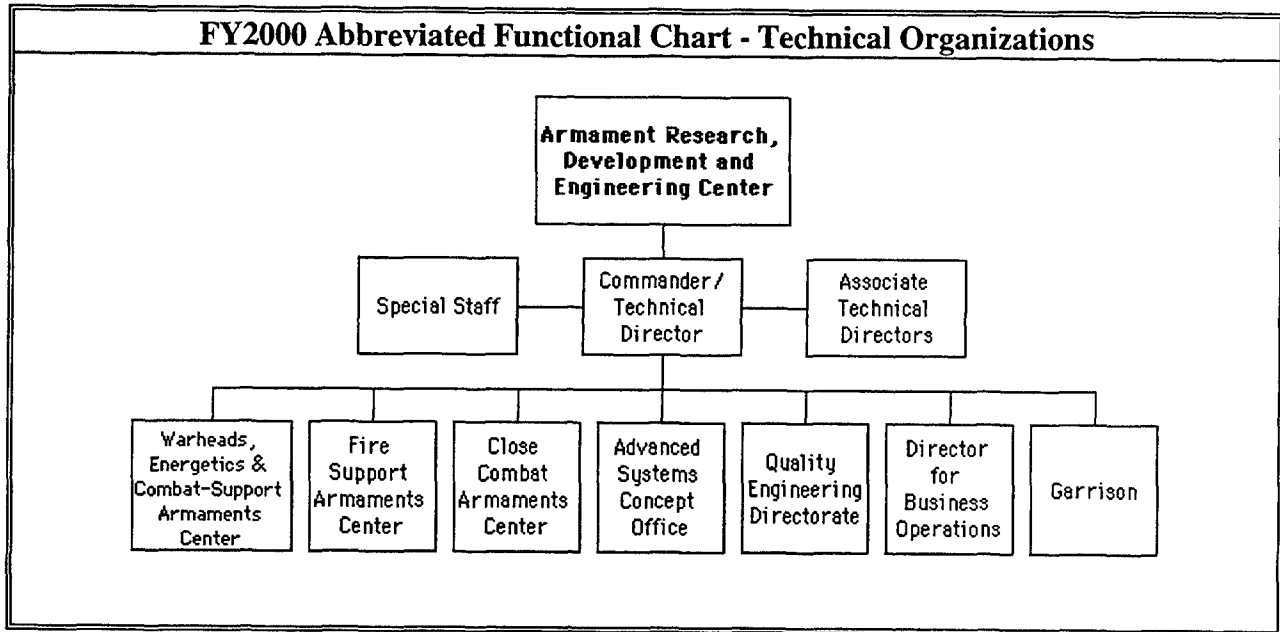 FY2000 Abbreviated Functional Chart - Technical Organizations
Armament Research,
Development and
Engineering Center
Special Staff
Commander/
Technical
Director
Associate
Technical
Directors
Warheads,
Energetics &
Combat-Support
Armaments
Center
Fire
Support
Armaments
Center
Close
Combat
Armaments
Center
Advanced
Systems
Concept
Office
Quality
Engineering
Directorate
Director
for
Business
Operations
Garrison